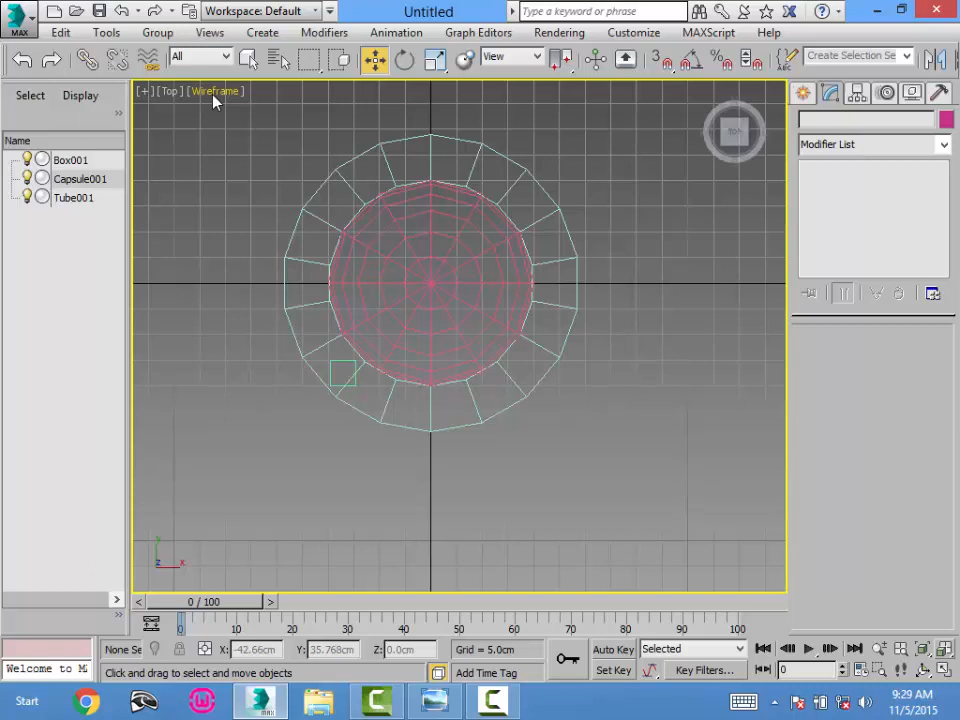 Workspace: Default
Untitled
Type a keyword or phrase
MAX
Edit
Tools
Group
Views
Create
Modifiers
Animation
Graph Editors
Rendering
Customize
MAXScript
Help
All
View
3
Create Selection Se
Select
Display
[+] [Top] [Wireframe]
TOP
Name
Box001
Capsule001
Tube001
Modifier List
y
z
x
0 / 100
0
10
20
30
40
50
60
70
80
90
100
None Se
X: -42.66cm
Y: 35.768cm
Z: 0.0cm
Grid = 5.0cm
Auto Key
Selected
Welcome to M
Click and drag to select and move objects
Add Time Tag
Set Key
Key Filters...
0
Start
MAX
9:29 AM
11/5/2015